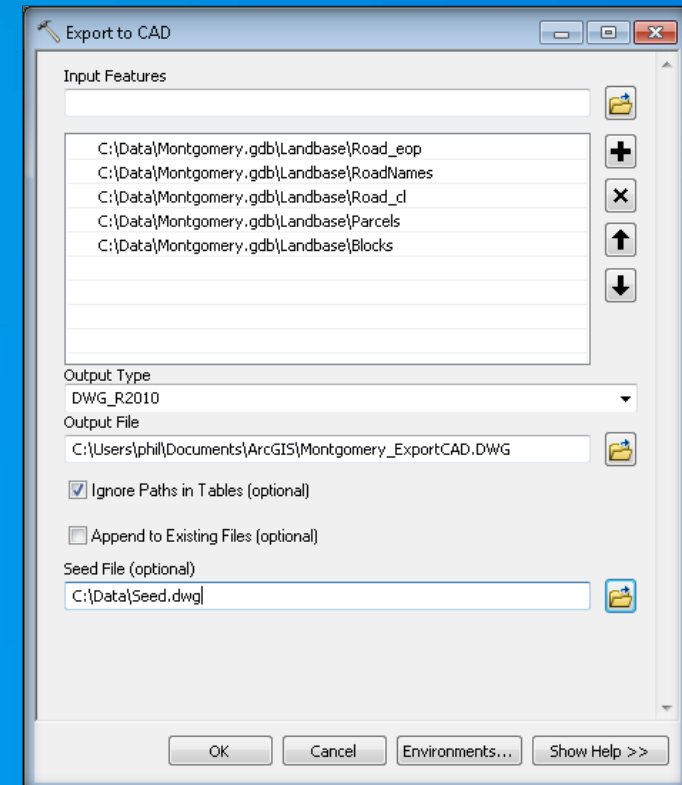 Export to CAD
Input Features
C:\Data\Montgomery.gdb\Landbase\Road_eop
C:\Data\Montgomery.gdb\Landbase\RoadNames
C:\Data\Montgomery.gdb\Landbase\Road_cl
C:\Data\Montgomery.gdb\Landbase\Parcels
C:\Data\Montgomery.gdb\Landbase\Blocks
Output Type
DWG_R2010
Output File
C:\Users\phil\Documents\ArcGIS\Montgomery_ExportCAD.DWG
Ignore Paths in Tables (optional)
Append to Existing Files (optional)
Seed File (optional)
C:\Data\Seed.dwg
OK Cancel Environments... Show Help >>